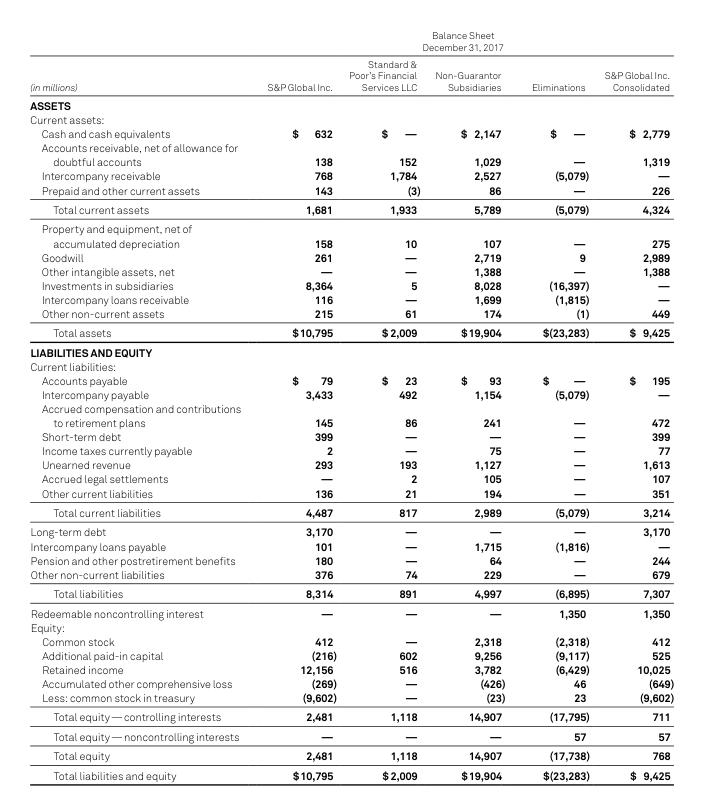 Balance Sheet
December 31, 2017
(in millions) S&P Global Inc. Standard & Poor's Financial Services LLC Non-Guarantor Subsidiaries Eliminations S&P Global Inc. Consolidated
ASSETS
Current assets:
Cash and cash equivalents $ 632 $ — $ 2,147 $ — $ 2,779
Accounts receivable, net of allowance for
doubtful accounts 138 152 1,029 — 1,319
Intercompany receivable 768 1,784 2,527 (5,079) —
Prepaid and other current assets 143 (3) 86 — 226
Total current assets 1,681 1,933 5,789 (5,079) 4,324
Property and equipment, net of
accumulated depreciation 158 10 107 — 275
Goodwill 261 — 2,719 9 2,989
Other intangible assets, net — — 1,388 — 1,388
Investments in subsidiaries 8,364 5 8,028 (16,397) —
Intercompany loans receivable 116 — 1,699 (1,815) —
Other non-current assets 215 61 174 (1) 449
Total assets $10,795 $2,009 $19,904 $(23,283) $ 9,425
LIABILITIES AND EQUITY
Current liabilities:
Accounts payable $ 79 $ 23 $ 93 $ — $ 195
Intercompany payable 3,433 492 1,154 (5,079) —
Accrued compensation and contributions
to retirement plans 145 86 241 — 472
Short-term debt 399 — — — 399
Income taxes currently payable 2 — 75 — 77
Unearned revenue 293 193 1,127 — 1,613
Accrued legal settlements — 2 105 — 107
Other current liabilities 136 21 194 — 351
Total current liabilities 4,487 817 2,989 (5,079) 3,214
Long-term debt 3,170 — — — 3,170
Intercompany loans payable 101 — 1,715 (1,816) —
Pension and other postretirement benefits 180 — 64 — 244
Other non-current liabilities 376 74 229 — 679
Total liabilities 8,314 891 4,997 (6,895) 7,307
Redeemable noncontrolling interest — — — 1,350 1,350
Equity:
Common stock 412 — 2,318 (2,318) 412
Additional paid-in capital (216) 602 9,256 (9,117) 525
Retained income 12,156 516 3,782 (6,429) 10,025
Accumulated other comprehensive loss (269) — (426) 46 (649)
Less: common stock in treasury (9,602) — (23) 23 (9,602)
Total equity — controlling interests 2,481 1,118 14,907 (17,795) 711
Total equity — noncontrolling interests — — — 57 57
Total equity 2,481 1,118 14,907 (17,738) 768
Total liabilities and equity $10,795 $2,009 $19,904 $(23,283) $ 9,425